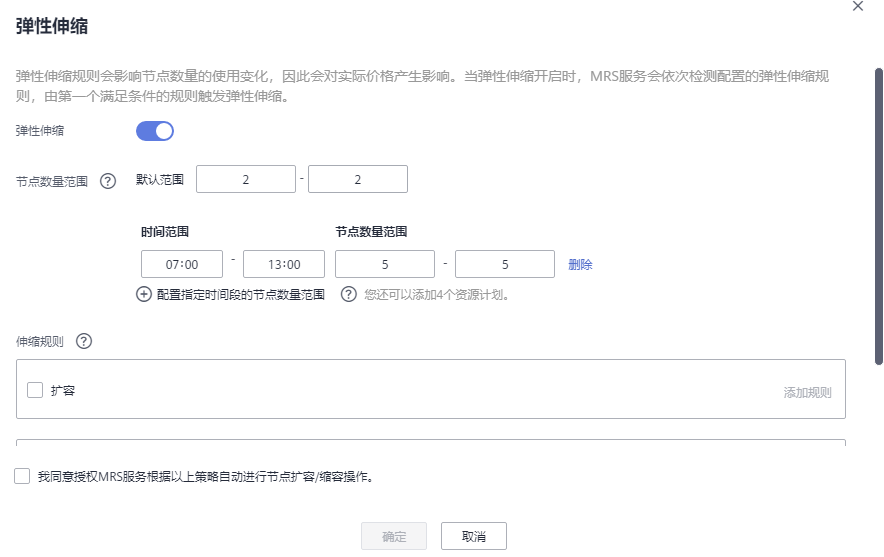 弹性伸缩
弹性伸缩规则会影响节点数量的使用变化，因此会对实际价格产生影响。当弹性伸缩开启时，MRS服务会依次检测配置的弹性伸缩规
则，由第一个满足条件的规则触发弹性伸缩。
弹性伸缩
节点数量范围 ? 默认范围 2 - 2
时间范围 节点数量范围
07:00 - 13:00 5 - 5 删除
配置指定时间段的节点数量范围 ? 您还可以添加4个资源计划。
伸缩规则 ?
扩容 添加规则
我同意授权MRS服务根据以上策略自动进行节点扩容/缩容操作。
确定 取消